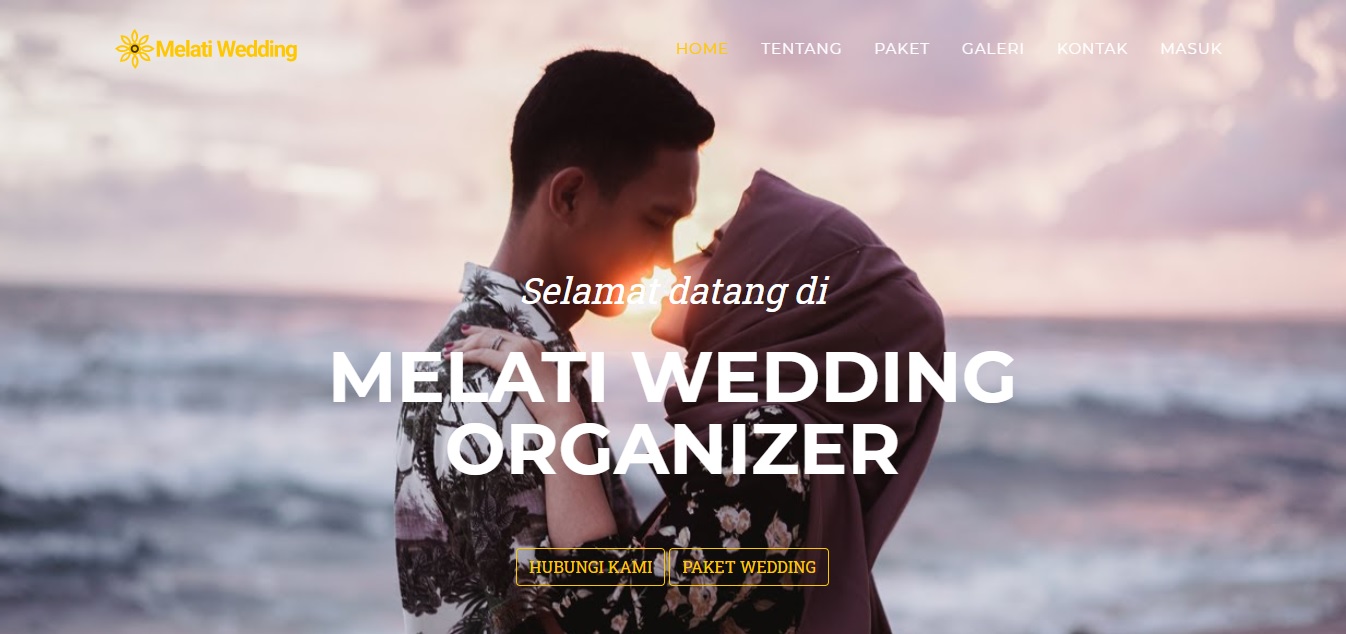 Melati Wedding
HOME TENTANG PAKET GALERI KONTAK MASUK
Selamat datang di
MELATI WEDDING
ORGANIZER
HUBUNGI KAMI PAKET WEDDING